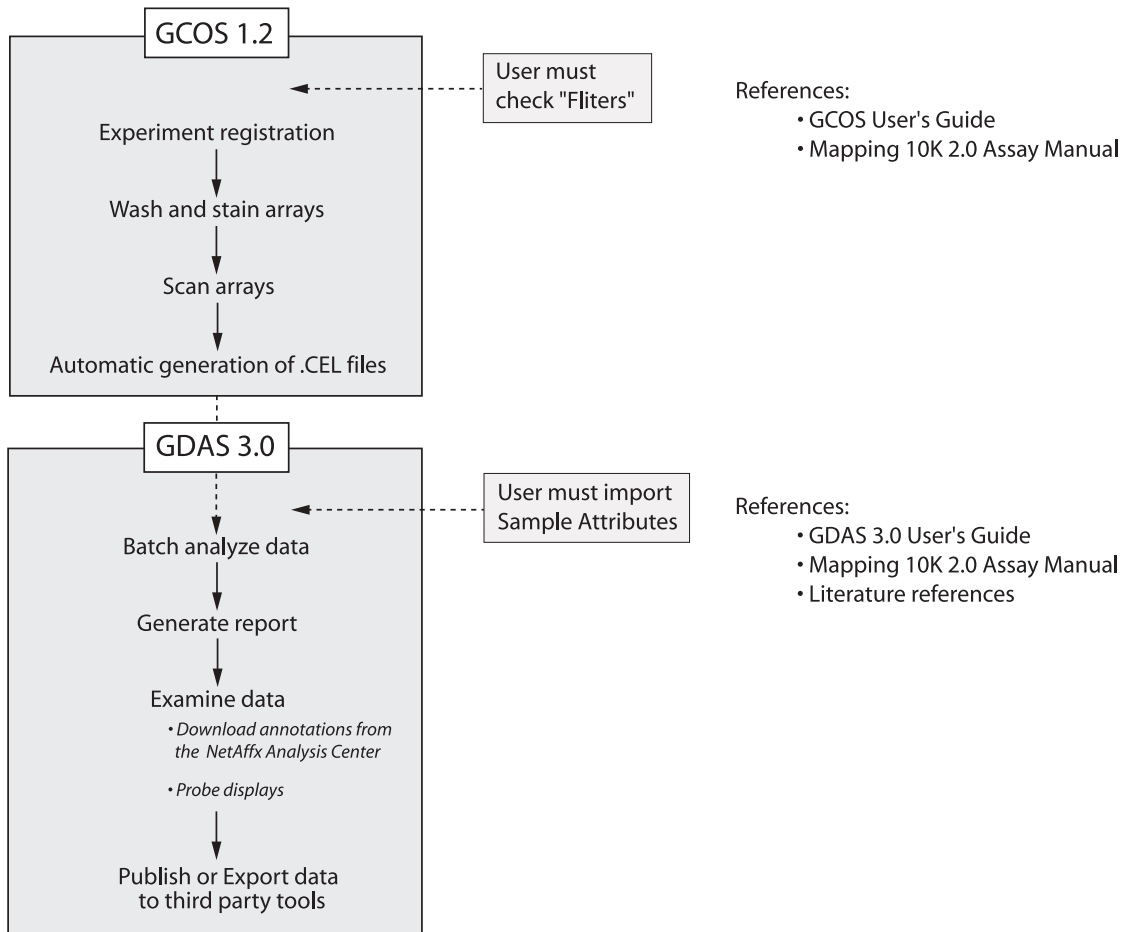 GCOS 1.2
User must
check "Fliters"
Experiment registration
Wash and stain arrays
Scan arrays
Automatic generation of .CEL files
References:
• GCOS User's Guide
• Mapping 10K 2.0 Assay Manual
GDAS 3.0
User must import
Sample Attributes
Batch analyze data
Generate report
Examine data
• Download annotations from
the NetAffx Analysis Center
• Probe displays
Publish or Export data
to third party tools
References:
• GDAS 3.0 User's Guide
• Mapping 10K 2.0 Assay Manual
• Literature references